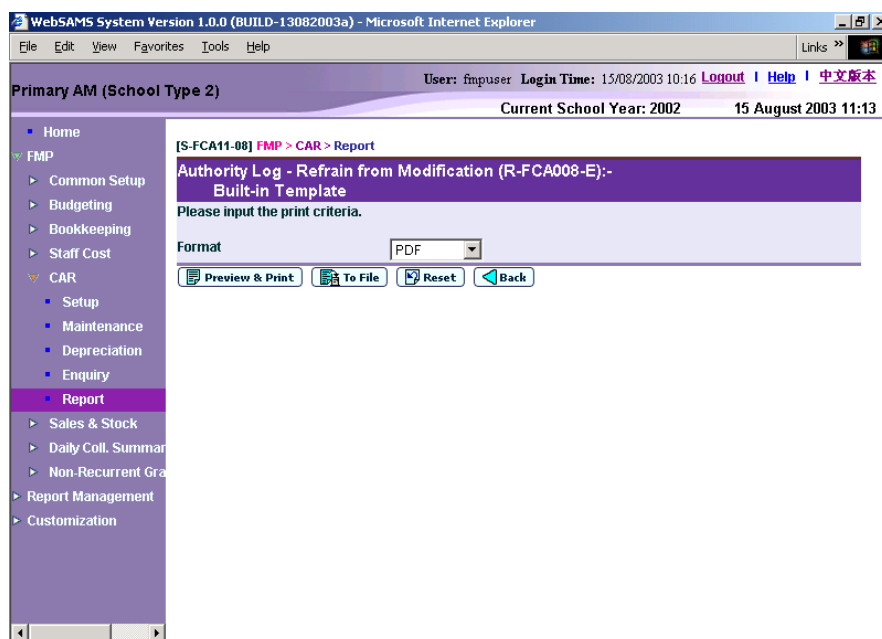 WebSAMS System Version 1.0.0 (BUILD-13082003a) - Microsoft Internet Explorer
File Edit View Favorites Tools Help Links »
Primary AM (School Type 2)
User: fmpuser Login Time: 15/08/2003 10:16 Logout | Help | 中文版本
Current School Year: 2002 15 August 2003 11:13
Home
FMP
Common Setup
Budgeting
Bookkeeping
Staff Cost
CAR
Setup
Maintenance
Depreciation
Enquiry
Report
Sales & Stock
Daily Coll. Summar
Non-Recurrent Gra
Report Management
Customization
[S-FCA11-08] FMP > CAR > Report
Authority Log - Refrain from Modification (R-FCA008-E):-
Built-in Template
Please input the print criteria.
Format PDF
Preview & Print To File Reset Back